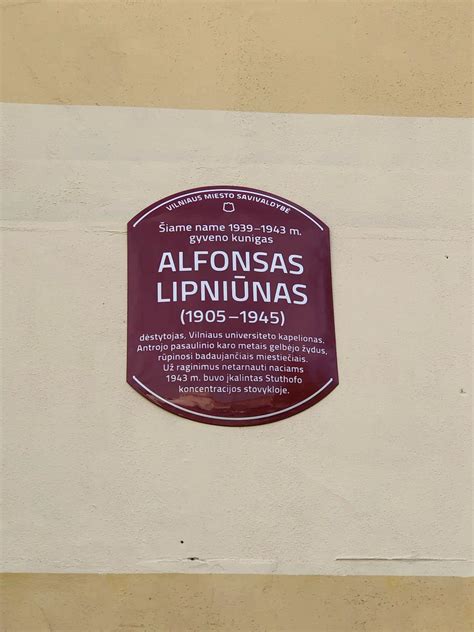 VILNIAUS MIESTO SAVIVALDYBĖ
Šiame name 1939–1943 m.
gyveno kunigas
ALFONSAS
LIPNIŪNAS
(1905–1945)
dėstytojas, Vilniaus universiteto kapelionas.
Antrojo pasaulinio karo metais gelbėjo žydus,
rūpinosi badaujančiais miestiečiais.
Už raginimus netarnauti naciams
1943 m. buvo įkalintas Stuthofo
koncentracijos stovykloje.